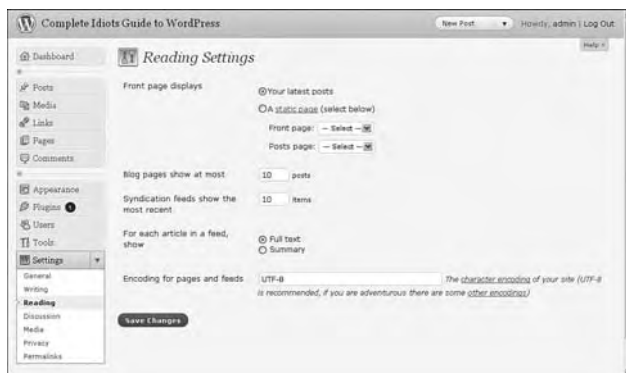 Complete Idiots Guide to WordPress
New Post
Howdy, admin | Log Out
Help
Dashboard
Posts
Media
Links
Pages
Comments
Appearance
Plugins 1
Users
Tools
Settings
General
Writing
Reading
Discussion
Media
Privacy
Permalinks
Reading Settings
Front page displays
Your latest posts
A static page (select below)
Front page: — Select —
Posts page: — Select —
Blog pages show at most 10 posts
Syndication feeds show the
most recent
10 items
For each article in a feed,
show
Full text
Summary
Encoding for pages and feeds UTF-8 The character encoding of your site (UTF-8
is recommended, if you are adventurous there are some other encodings)
Save Changes